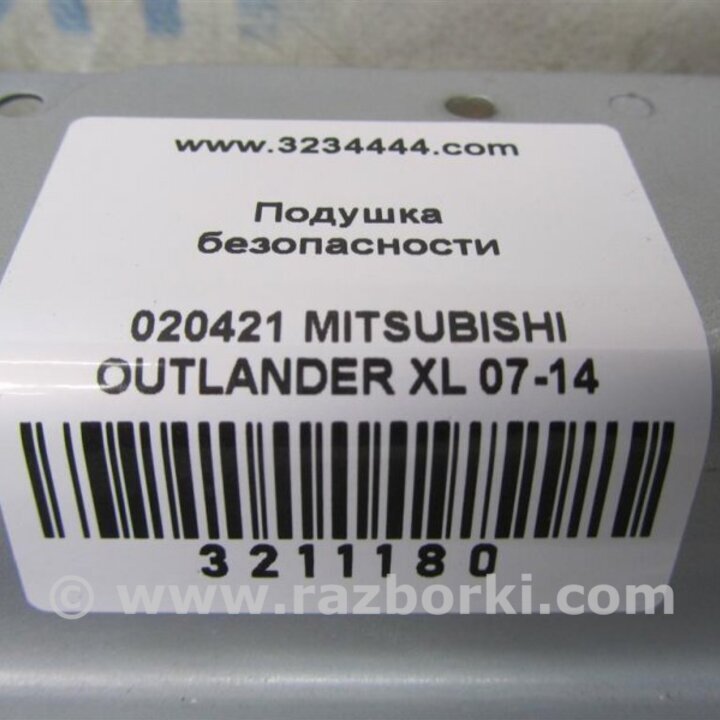 www.3234444.com
Подушка
безопасности
020421 MITSUBISHI
OUTLANDER XL 07-14
3211180
© www.razborki.com